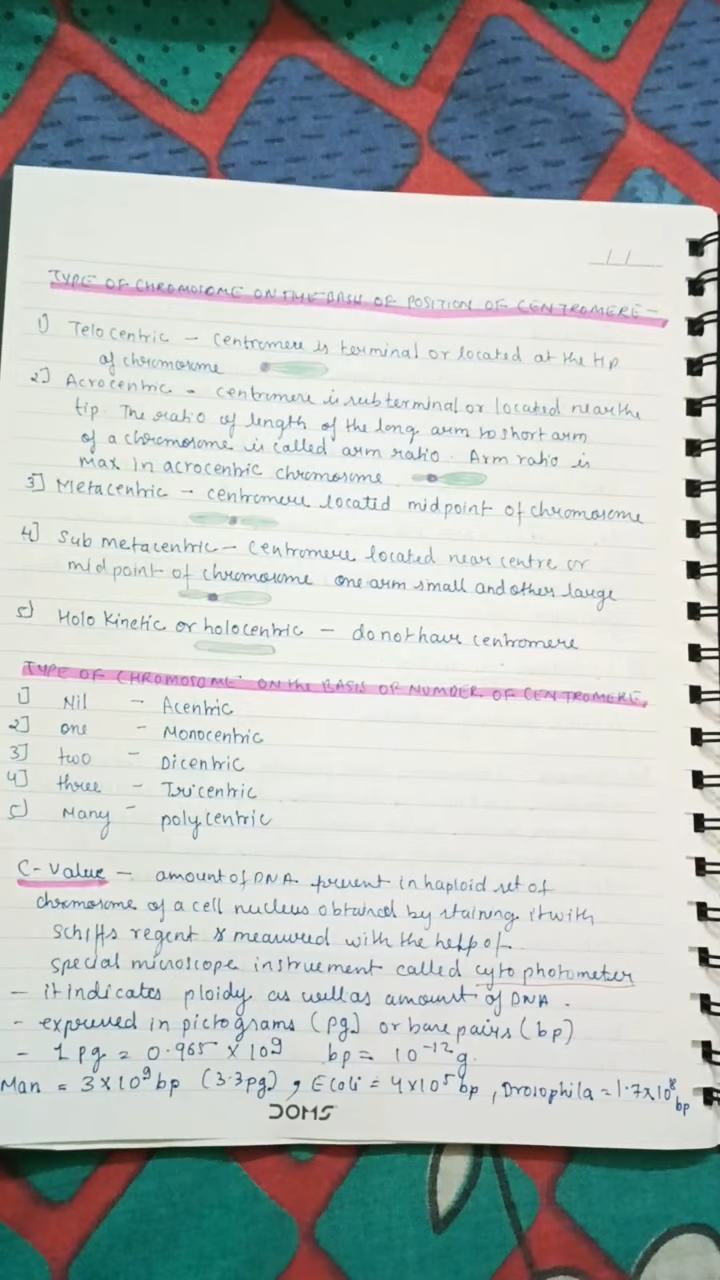 TYPE OF CHROMOSOME ON THE BASIS OF POSITION OF CENTROMERE-
1) Telocentric - centromere is terminal or located at the tip
of chromosome
2] Acrocentric - centromere is subterminal or located near the
tip. The ratio of length of the long arm to short arm
of a chromosome is called arm ratio. Arm ratio is
max in acrocentric chromosome
3] Metacentric - centromere located midpoint of chromosome
4] Sub metacentric - centromere located near centre or
midpoint of chromosome one arm small and other large
5) Holo kinetic or holocentric - do not have centromere
TYPE OF CHROMOSOME ON the BASIS OF NUMBER OF CENTROMERE.
1] Nil - Acentric
2] one - Monocentric
3] two - Dicentric
4] three - Tricentric
5) Many - polycentric
C-Value - amount of DNA present in haploid set of
chromosome of a cell nucleus obtained by staining it with
schiffs regent & measured with the help of
special microscope instruement called cytophotometer
- it indicates ploidy as well as amount of DNA.
- expressed in pictograms (pg) or base pairs (bp)
- 1 pg = 0.965 × 10⁹ bp = 10⁻¹²g.
Man = 3×10⁹ bp (3.3pg), Ecoli = 4×10⁵ bp, Drosophila = 1.7×10⁸ bp
DOMS